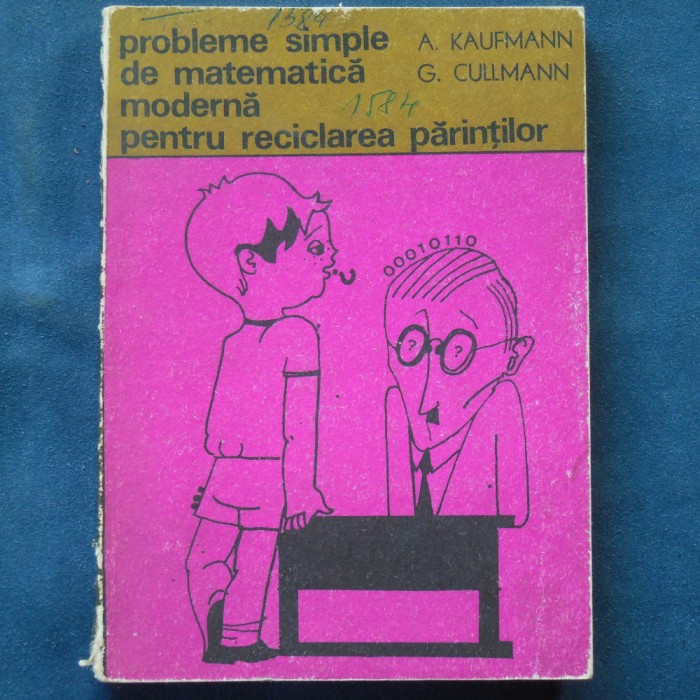 1584
probleme simple
de matematică
modernă
pentru reciclarea părinților
A. KAUFMANN
G. CULLMANN
1584
00010110
? ?